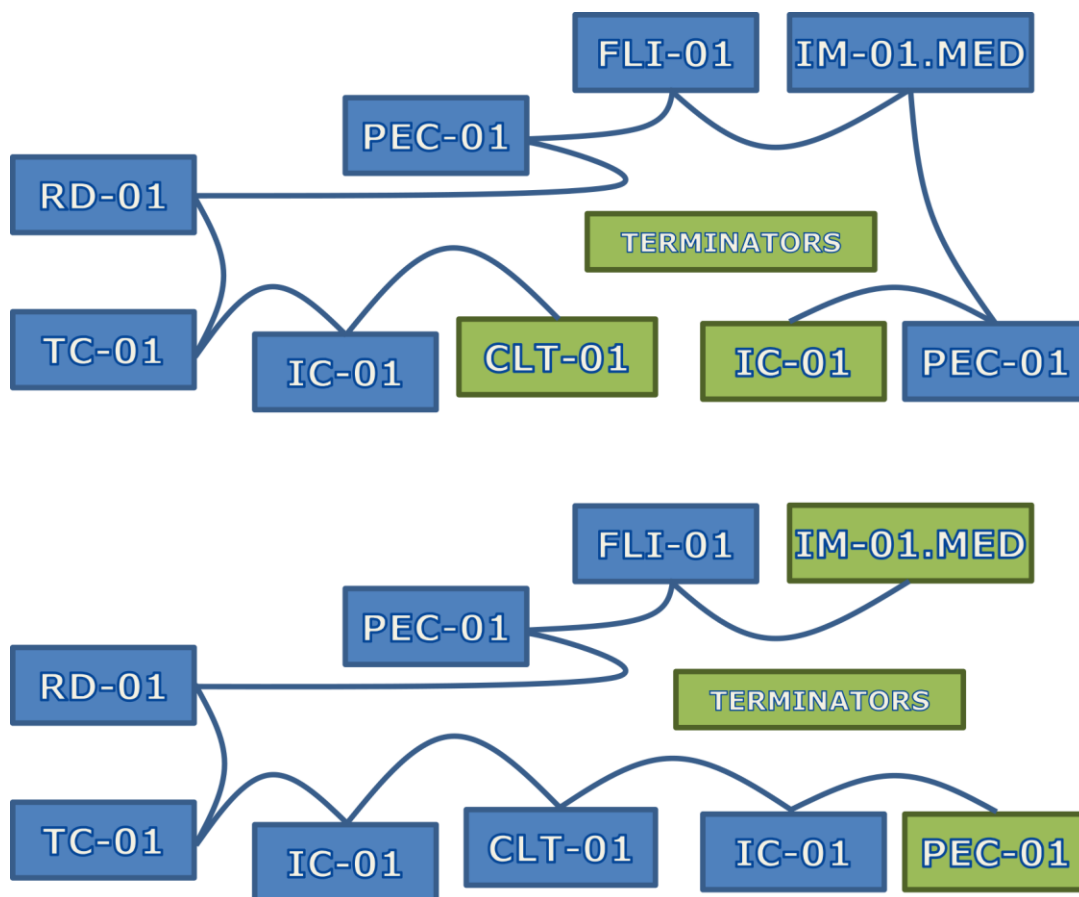 FLI-01
IM-01.MED
PEC-01
RD-01
TERMINATORS
TC-01
IC-01
CLT-01
IC-01
PEC-01
FLI-01
IM-01.MED
PEC-01
RD-01
TERMINATORS
TC-01
IC-01
CLT-01
IC-01
PEC-01